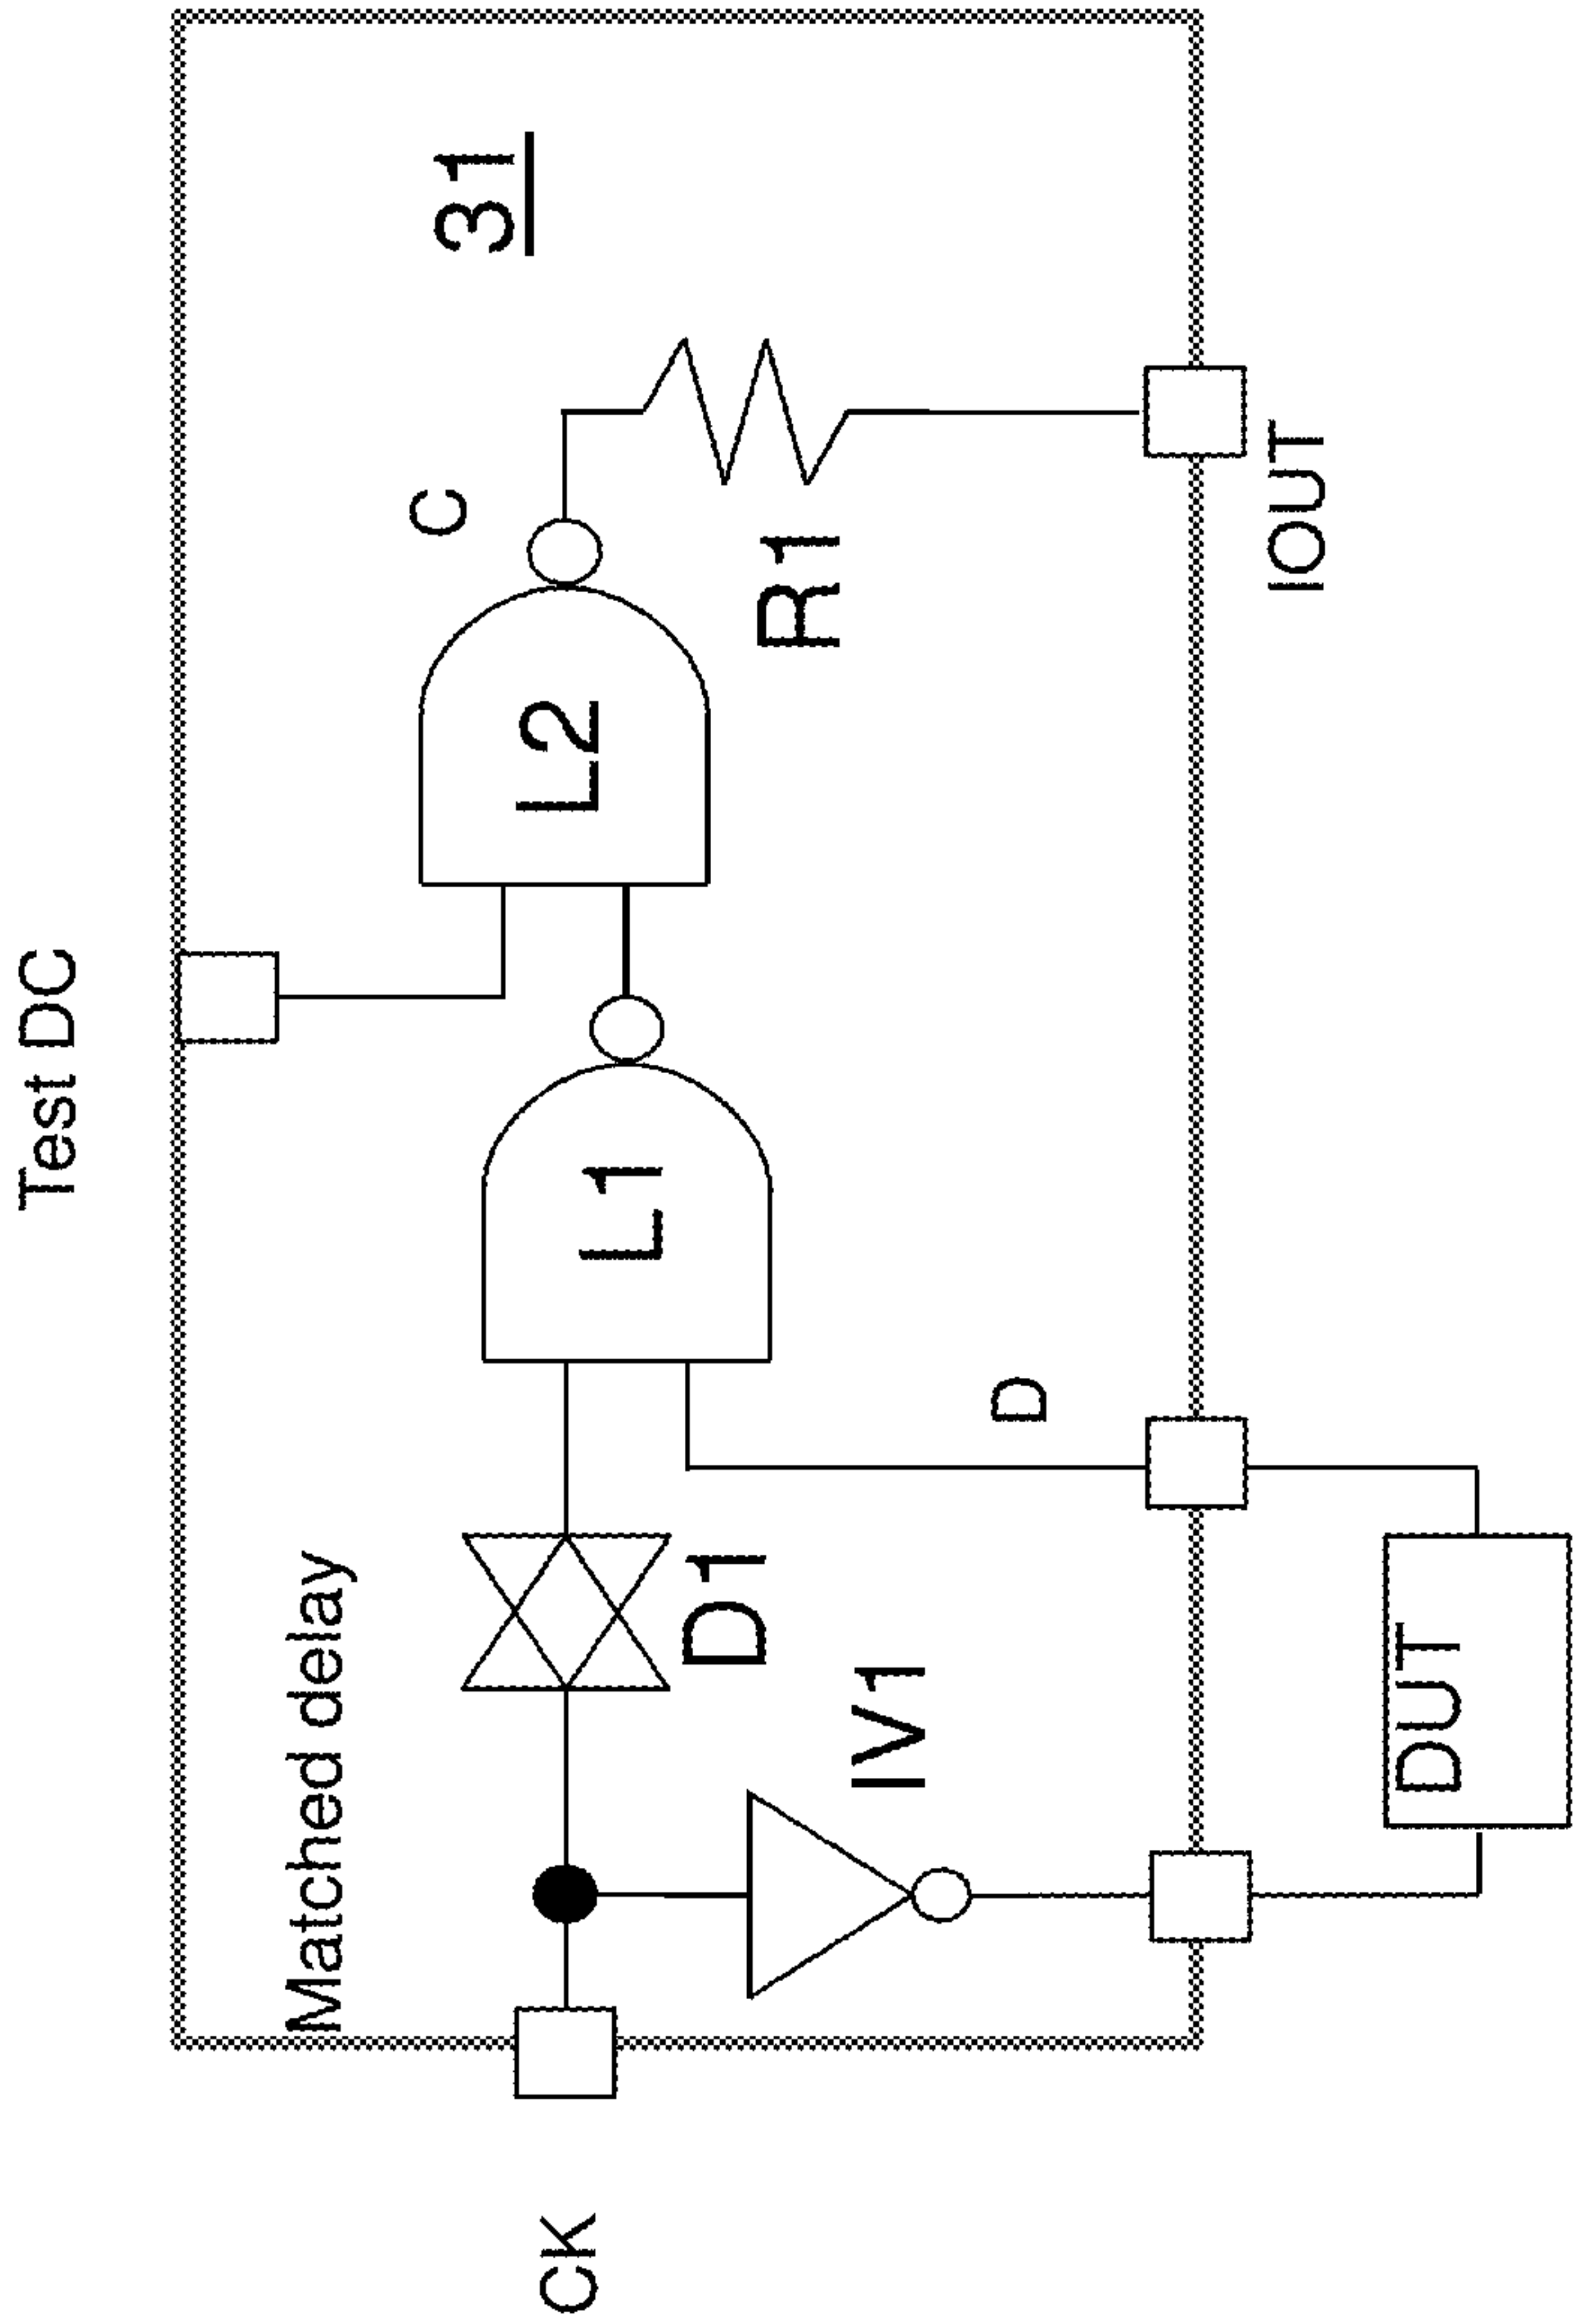 Test DC
Matched delay
31
C
L2
L1
D1
R1
IV1
CK
D
DUT
IOUT